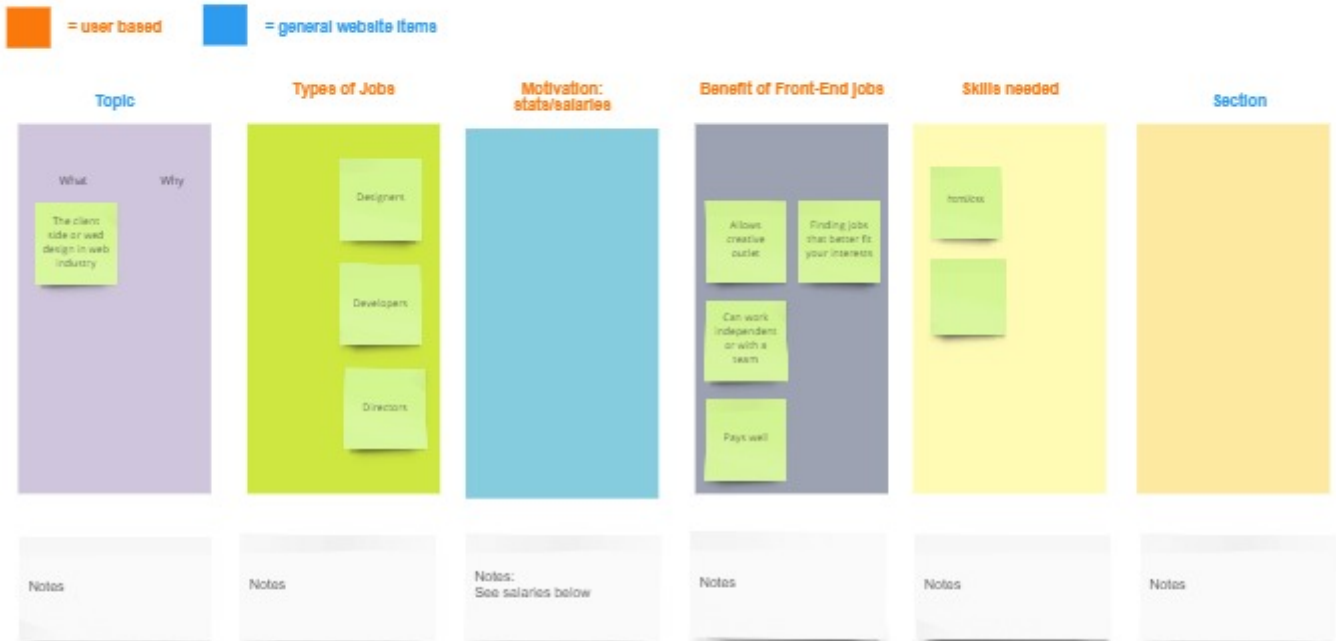 = user based
= general website items
Topic
Types of Jobs
Motivation:
stats/salaries
Benefit of Front-End jobs
Skills needed
Section
What
Why
The client
side or wed
design in web
industry
Designers
Developers
Directors
Allows
creative
outlet
Finding jobs
that better fit
your interests
Can work
independent
or with a
team
Pays well
html/css
Notes
Notes
Notes:
See salaries below
Notes
Notes
Notes